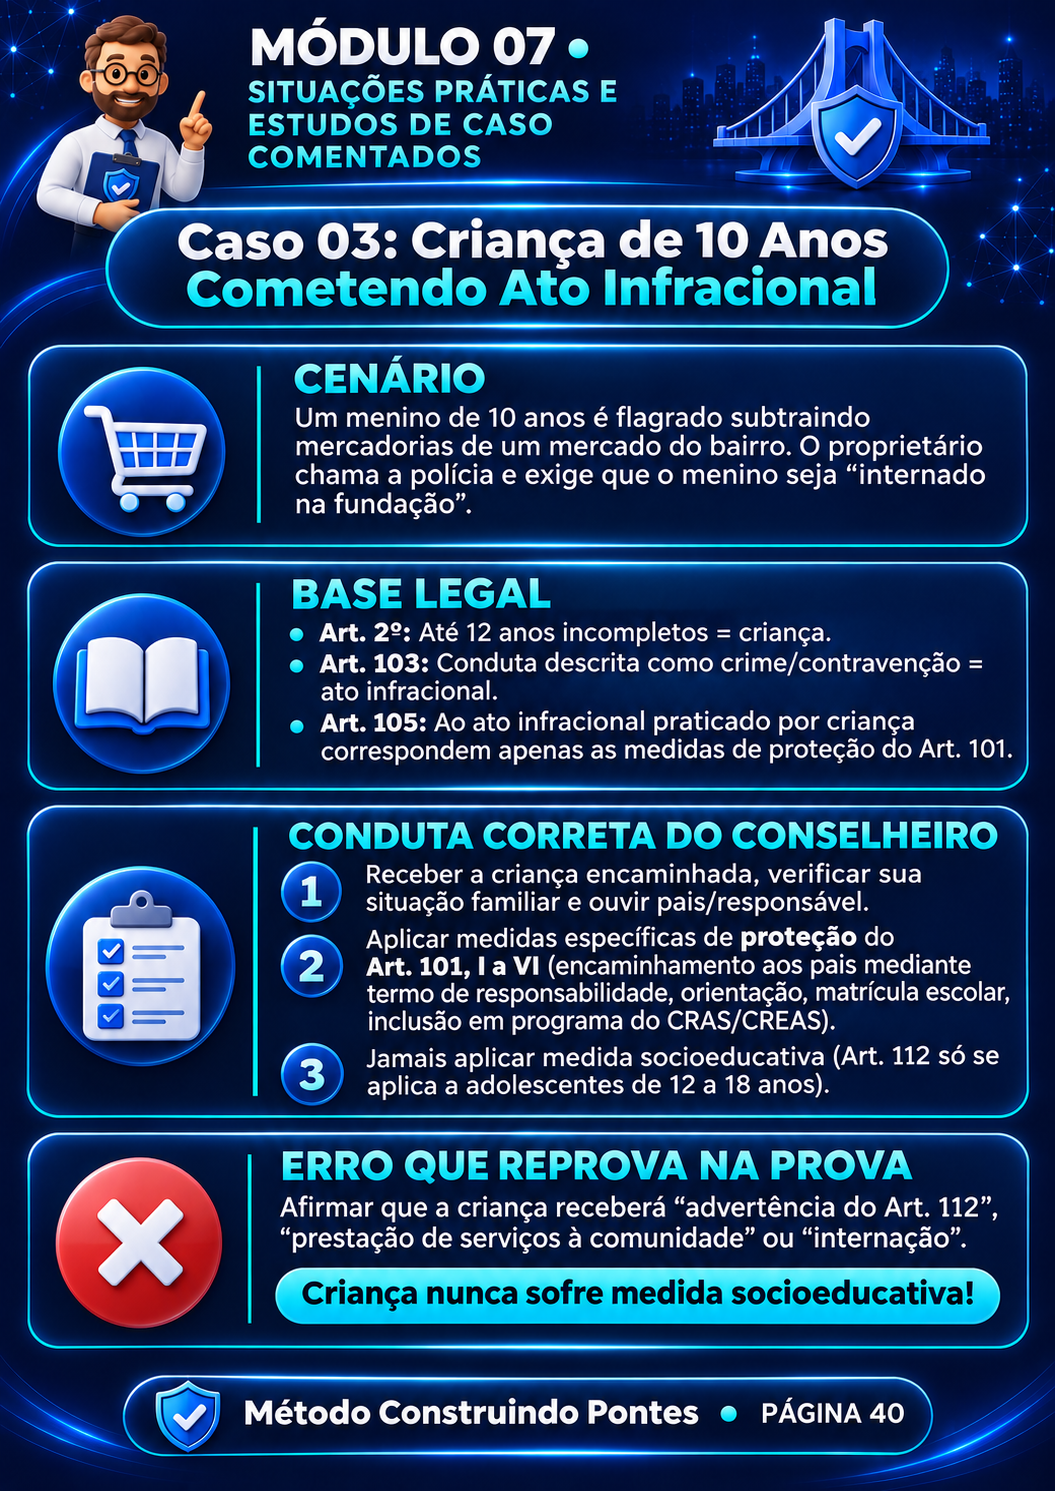 MÓDULO 07 •
SITUAÇÕES PRÁTICAS E
ESTUDOS DE CASO
COMENTADOS
Caso 03: Criança de 10 Anos
Cometendo Ato Infracional
CENÁRIO
Um menino de 10 anos é flagrado subtraindo
mercadorias de um mercado do bairro. O proprietário
chama a polícia e exige que o menino seja “internado
na fundação”.
BASE LEGAL
• Art. 2º: Até 12 anos incompletos = criança.
• Art. 103: Conduta descrita como crime/contravenção =
ato infracional.
• Art. 105: Ao ato infracional praticado por criança
correspondem apenas as medidas de proteção do Art. 101.
CONDUTA CORRETA DO CONSELHEIRO
1 Receber a criança encaminhada, verificar sua
situação familiar e ouvir pais/responsável.
2 Aplicar medidas específicas de proteção do
Art. 101, I a VI (encaminhamento aos pais mediante
termo de responsabilidade, orientação, matrícula escolar,
inclusão em programa do CRAS/CREAS).
3 Jamais aplicar medida socioeducativa (Art. 112 só se
aplica a adolescentes de 12 a 18 anos).
ERRO QUE REPROVA NA PROVA
Afirmar que a criança receberá “advertência do Art. 112”,
“prestação de serviços à comunidade” ou “internação”.
Criança nunca sofre medida socioeducativa!
Método Construindo Pontes • PÁGINA 40